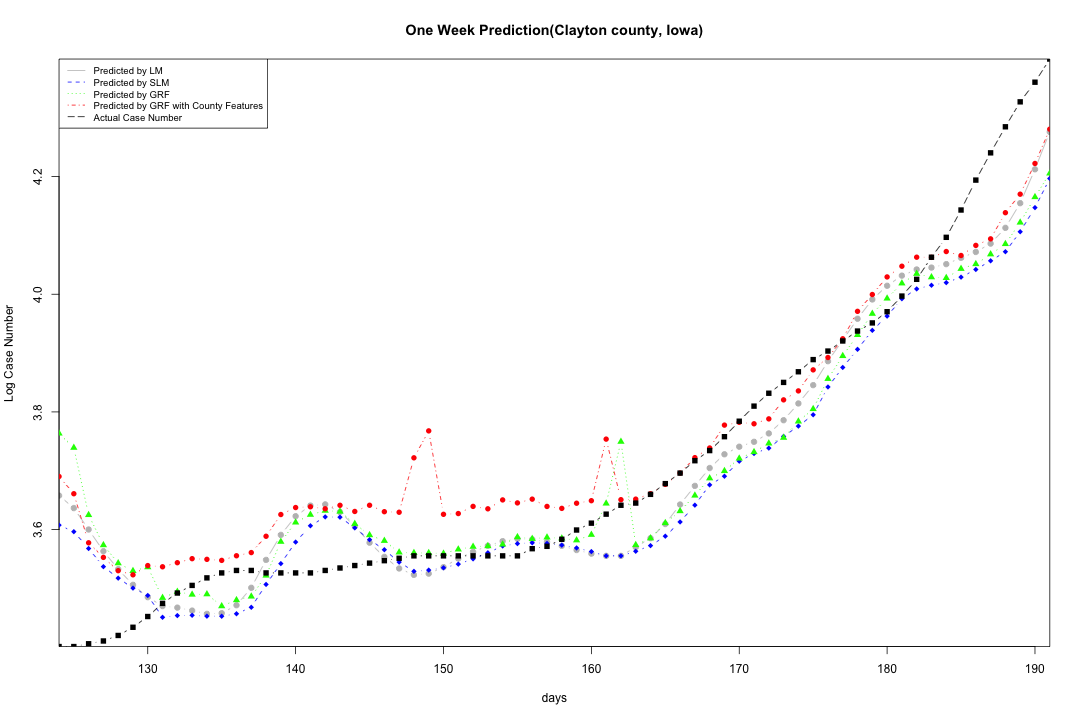 One Week Prediction(Clayton county, Iowa)
Predicted by LM
Predicted by SLM
Predicted by GRF
Predicted by GRF with County Features
Actual Case Number
Log Case Number
4.2
4.0
3.8
3.6
130 140 150 160 170 180 190
days